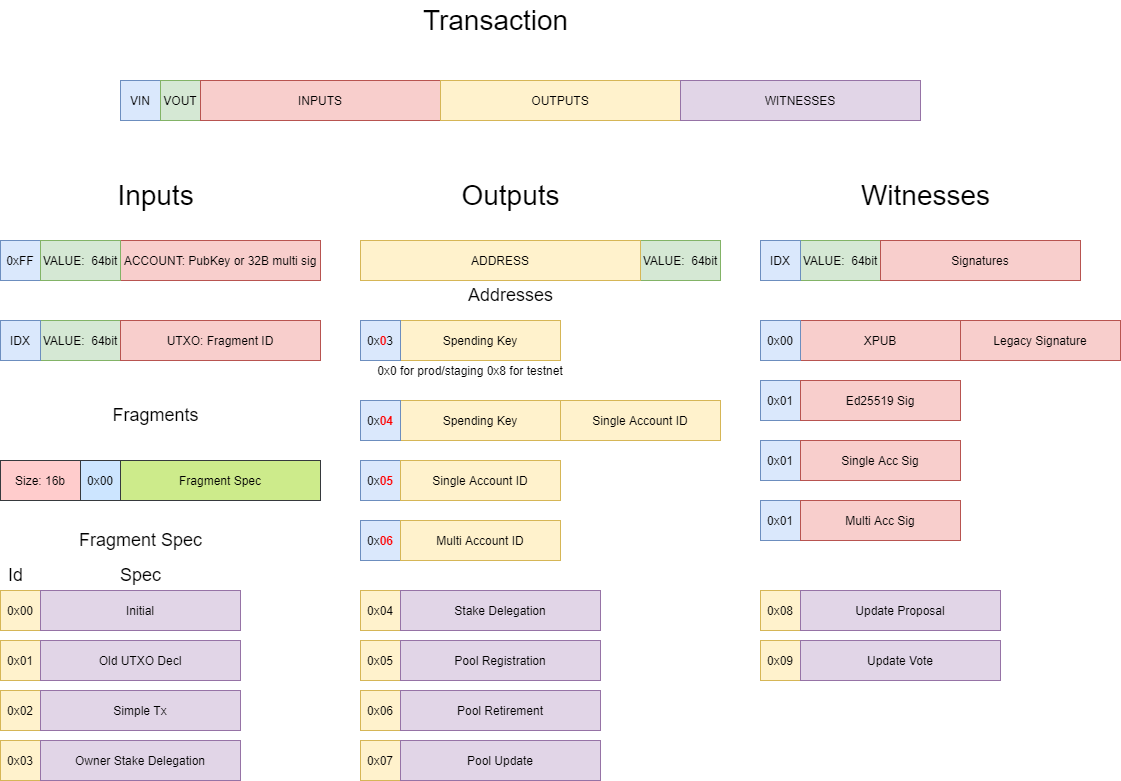 Transaction
VIN VOUT INPUTS OUTPUTS WITNESSES
Inputs
0xFF VALUE: 64bit ACCOUNT: PubKey or 32B multi sig
IDX VALUE: 64bit UTXO: Fragment ID
Fragments
Size: 16b 0x00 Fragment Spec
Outputs
ADDRESS VALUE: 64bit
Addresses
0x03 Spending Key
0x0 for prod/staging 0x8 for testnet
0x04 Spending Key Single Account ID
0x05 Single Account ID
0x06 Multi Account ID
Witnesses
IDX VALUE: 64bit Signatures
0x00 XPUB Legacy Signature
0x01 Ed25519 Sig
0x01 Single Acc Sig
0x01 Multi Acc Sig
Fragment Spec
Id Spec
0x00 Initial
0x01 Old UTXO Decl
0x02 Simple Tx
0x03 Owner Stake Delegation
0x04 Stake Delegation
0x05 Pool Registration
0x06 Pool Retirement
0x07 Pool Update
0x08 Update Proposal
0x09 Update Vote